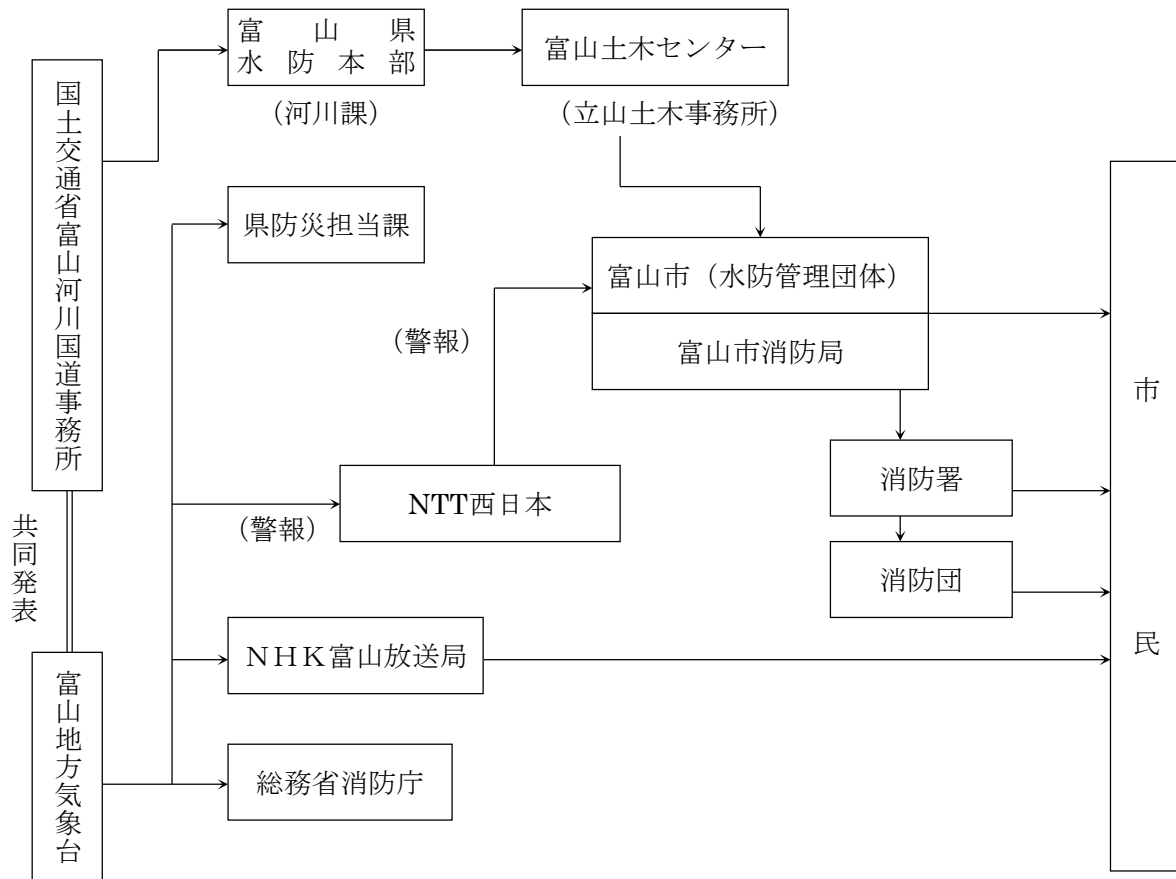 国土交通省富山河川国道事務所
富山県
水防本部
(河川課)
富山土木センター
(立山土木事務所)
県防災担当課
富山市(水防管理団体)
富山市消防局
(警報)
消防署
NTT西日本
(警報)
消防団
共同発表
NHK富山放送局
富山地方気象台
総務省消防庁
市民